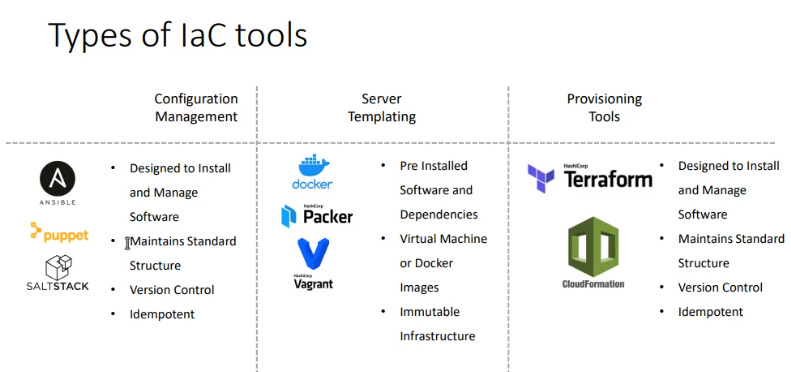 Types of IaC tools
Configuration
Management
Server
Templating
Provisioning
Tools
ANSIBLE
puppet
SALTSTACK
• Designed to Install
and Manage
Software
• Maintains Standard
Structure
• Version Control
• Idempotent
docker
HashiCorp
Packer
HashiCorp
Vagrant
• Pre Installed
Software and
Dependencies
• Virtual Machine
or Docker
Images
• Immutable
Infrastructure
HashiCorp
Terraform
CloudFormation
• Designed to Install
and Manage
Software
• Maintains Standard
Structure
• Version Control
• Idempotent